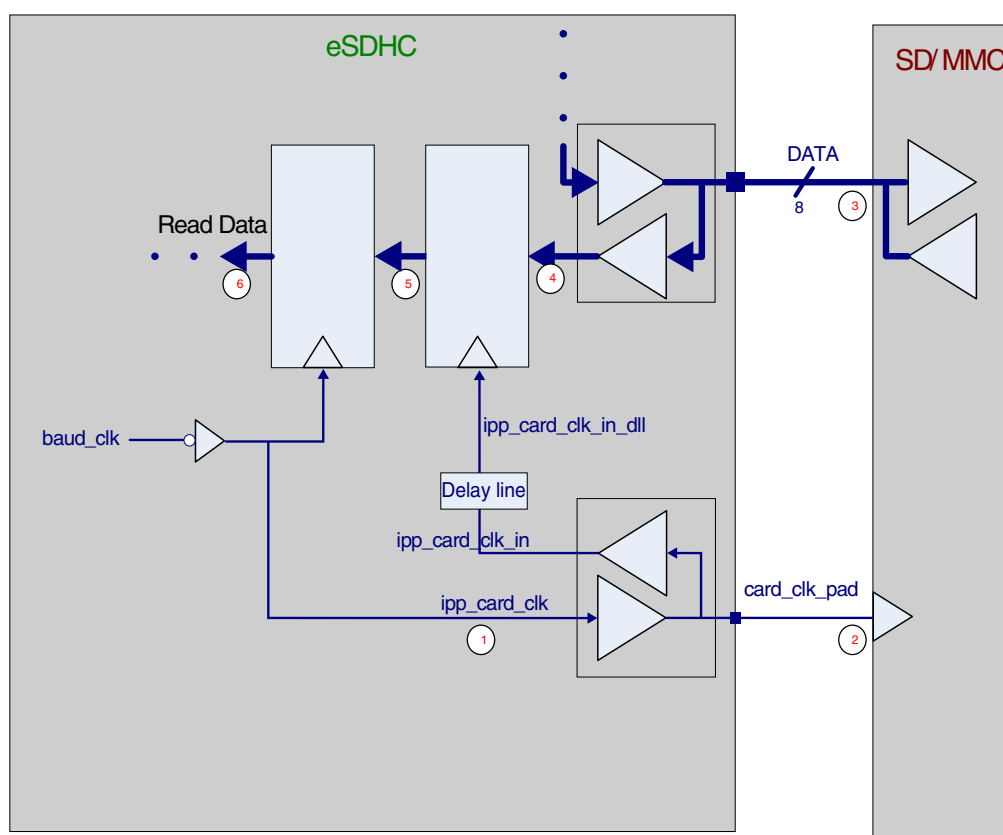 eSDHC
SD/MMC
DATA
8
3
Read Data
6
5
4
baud_clk
ipp_card_clk_in_dll
Delay line
ipp_card_clk_in
ipp_card_clk
card_clk_pad
1
2